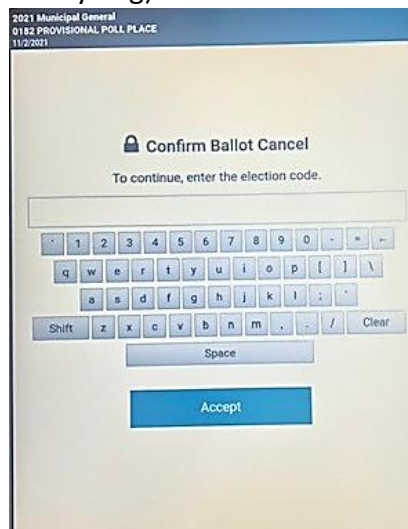 2021 Municipal General
0182 PROVISIONAL POLL PLACE
11/2/2021
Confirm Ballot Cancel
To continue, enter the election code.
` 1 2 3 4 5 6 7 8 9 0 - = ←
q w e r t y u i o p [ ] \
a s d f g h j k l ; '
Shift z x c v b n m , . / Clear
Space
Accept